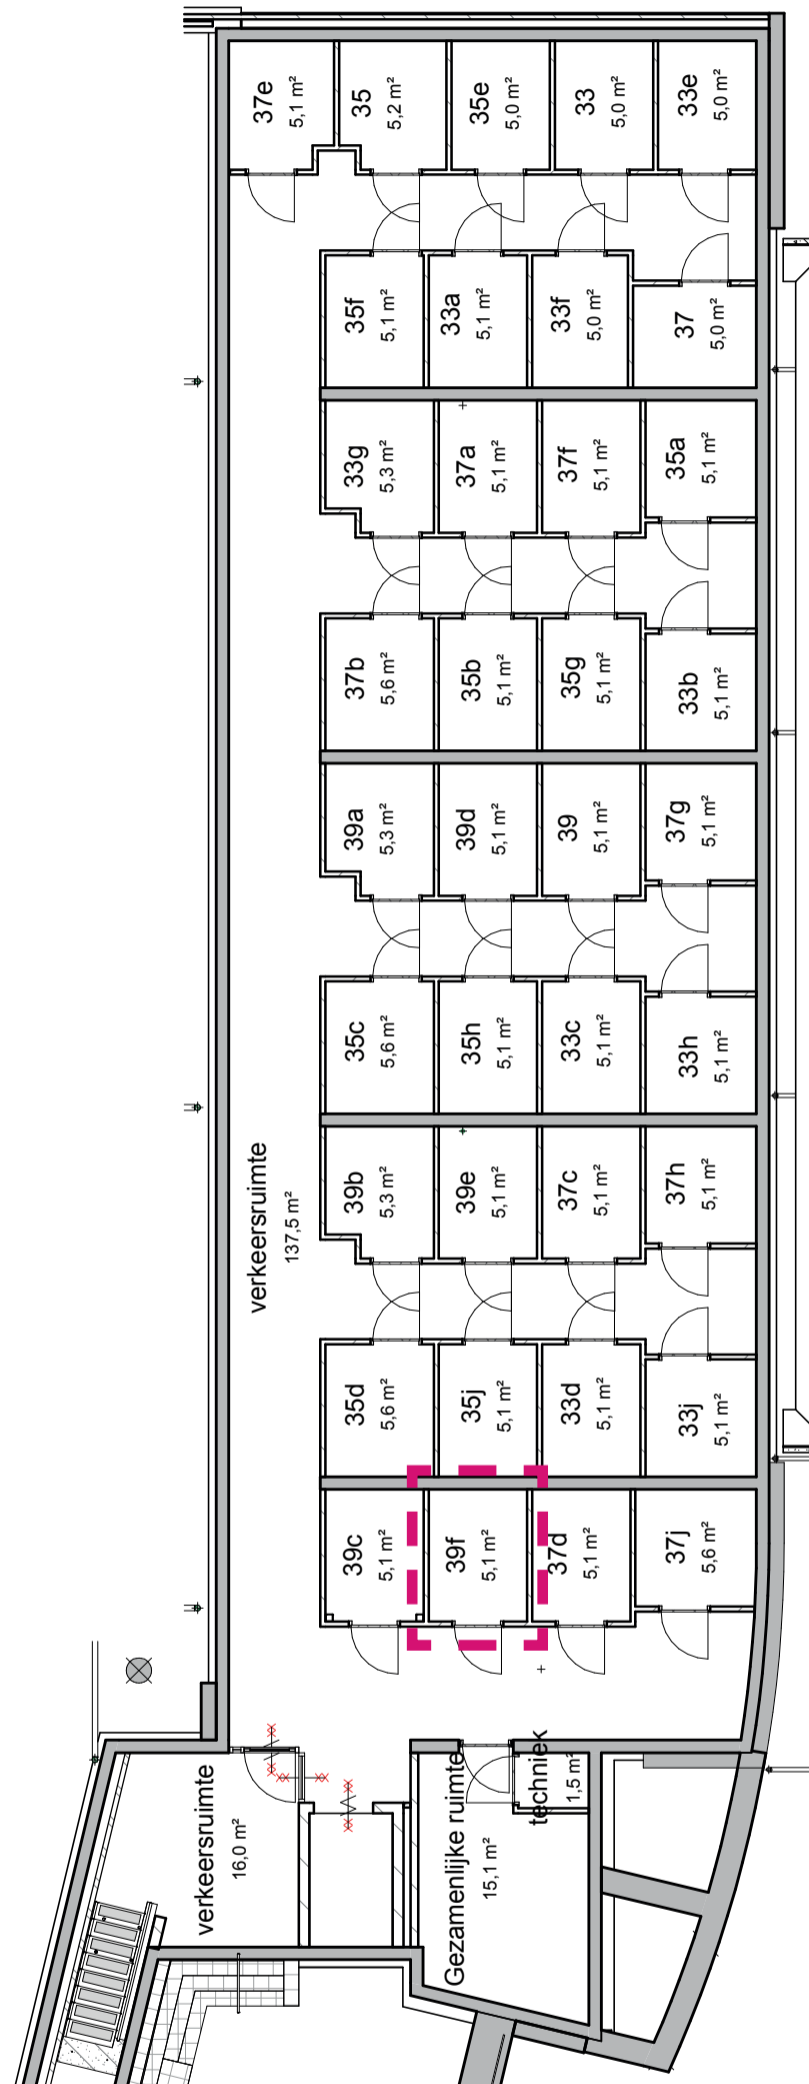 37e
5,1 m²
35
5,2 m²
35e
5,0 m²
33
5,0 m²
33e
5,0 m²
35f
5,1 m²
33a
5,1 m²
33f
5,0 m²
37
5,0 m²
33g
5,3 m²
37a
5,1 m²
37f
5,1 m²
35a
5,1 m²
37b
5,6 m²
35b
5,1 m²
35g
5,1 m²
33b
5,1 m²
39a
5,3 m²
39d
5,1 m²
39
5,1 m²
37g
5,1 m²
35c
5,6 m²
35h
5,1 m²
33c
5,1 m²
33h
5,1 m²
verkeersruimte
137,5 m²
39b
5,3 m²
39e
5,1 m²
37c
5,1 m²
37h
5,1 m²
35d
5,6 m²
35j
5,1 m²
33d
5,1 m²
33j
5,1 m²
39c
5,1 m²
39f
5,1 m²
37d
5,1 m²
37j
5,6 m²
verkeersruimte
16,0 m²
Gezamenlijke ruimte
15,1 m²
techniek
1,5 m²